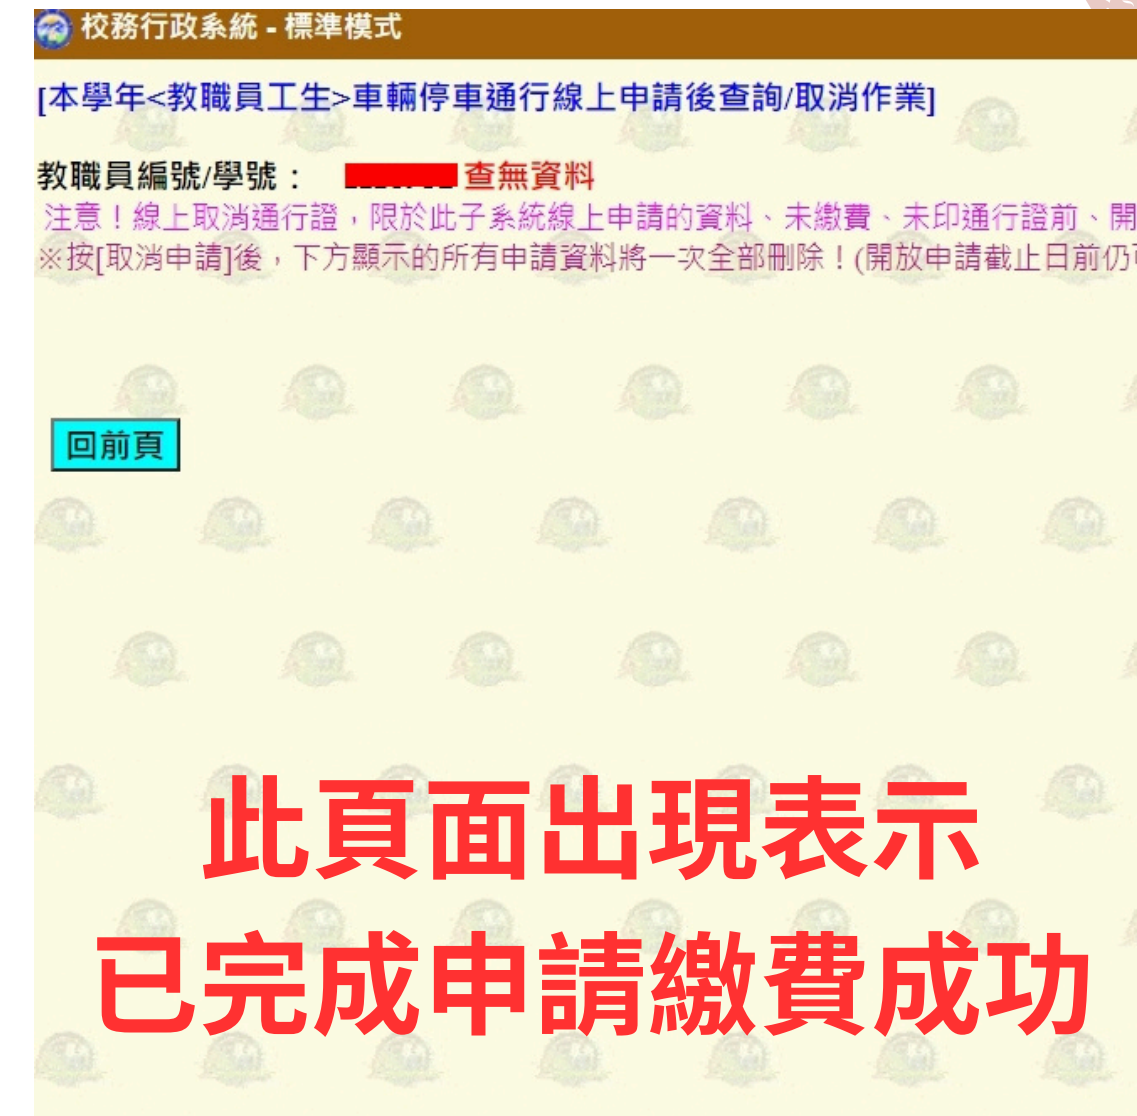 校務行政系統 - 標準模式
[本學年<教職員工生>車輛停車通行線上申請後查詢/取消作業]
教職員編號/學號： 查無資料
注意！線上取消通行證，限於此子系統線上申請的資料、未繳費、未印通行證前、開
※按[取消申請]後，下方顯示的所有申請資料將一次全部刪除！(開放申請截止日前仍
回前頁
此頁面出現表示
已完成申請繳費成功